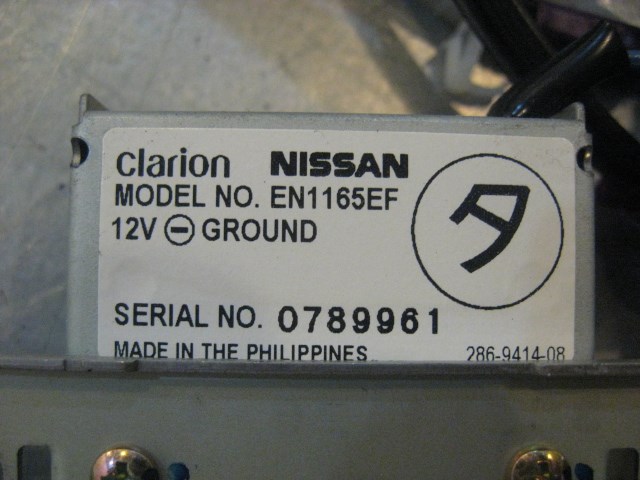 clarion NISSAN
MODEL NO. EN1165EF
12V ⊖ GROUND
タ
SERIAL NO. 0789961
MADE IN THE PHILIPPINES
286-9414-08